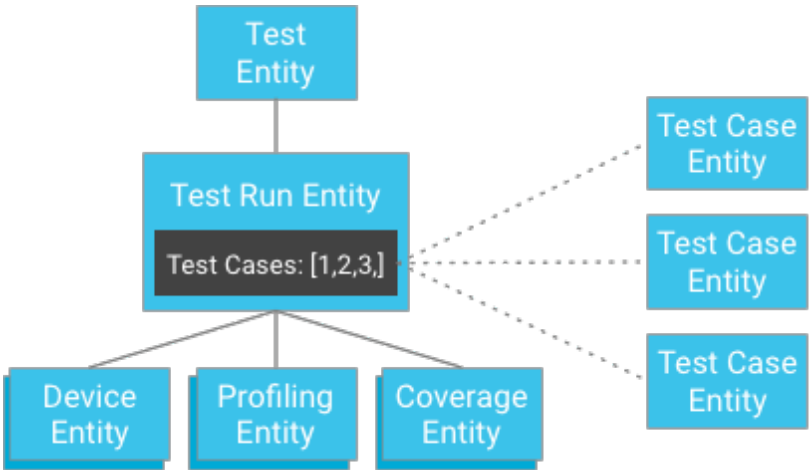 Test
Entity
Test Run Entity
Test Cases: [1,2,3,]
Device
Entity
Profiling
Entity
Coverage
Entity
Test Case
Entity
Test Case
Entity
Test Case
Entity